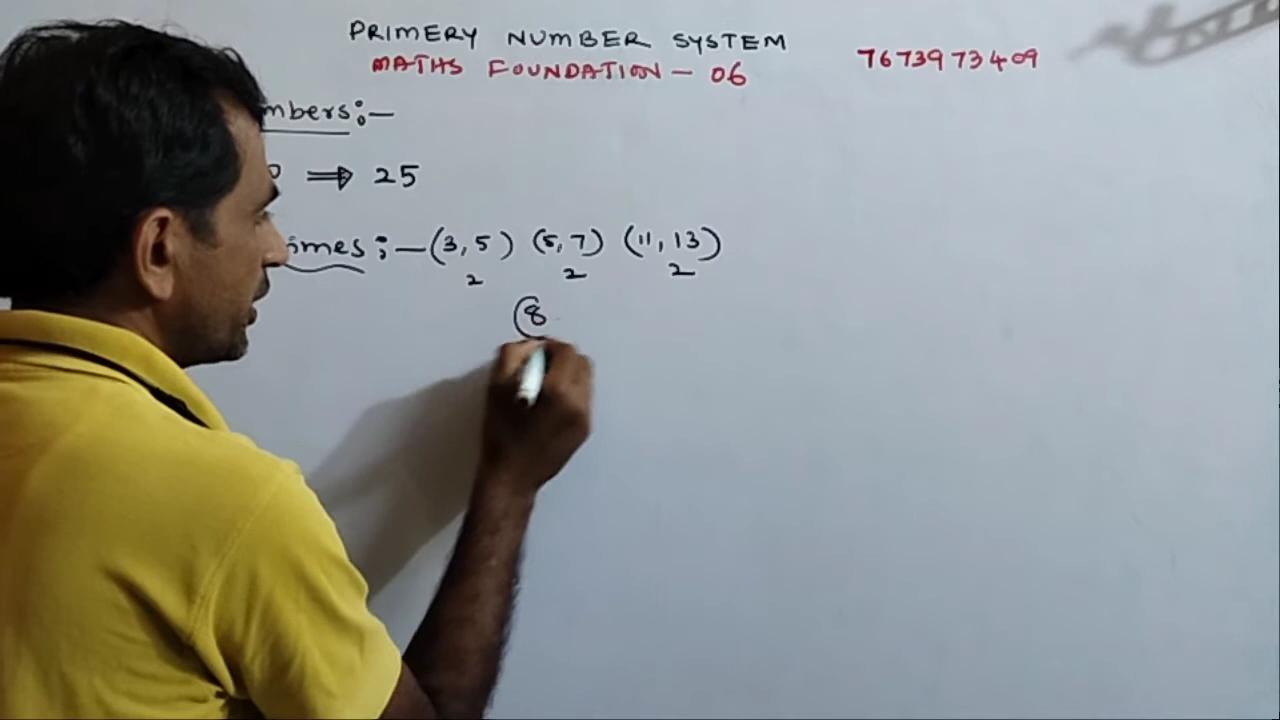 PRIMERY NUMBER SYSTEM
MATHS FOUNDATION - 06 7673973409
mbers:-
⇒ 25
imes :- (3, 5) (5, 7) (11, 13)
2 2 2
(8